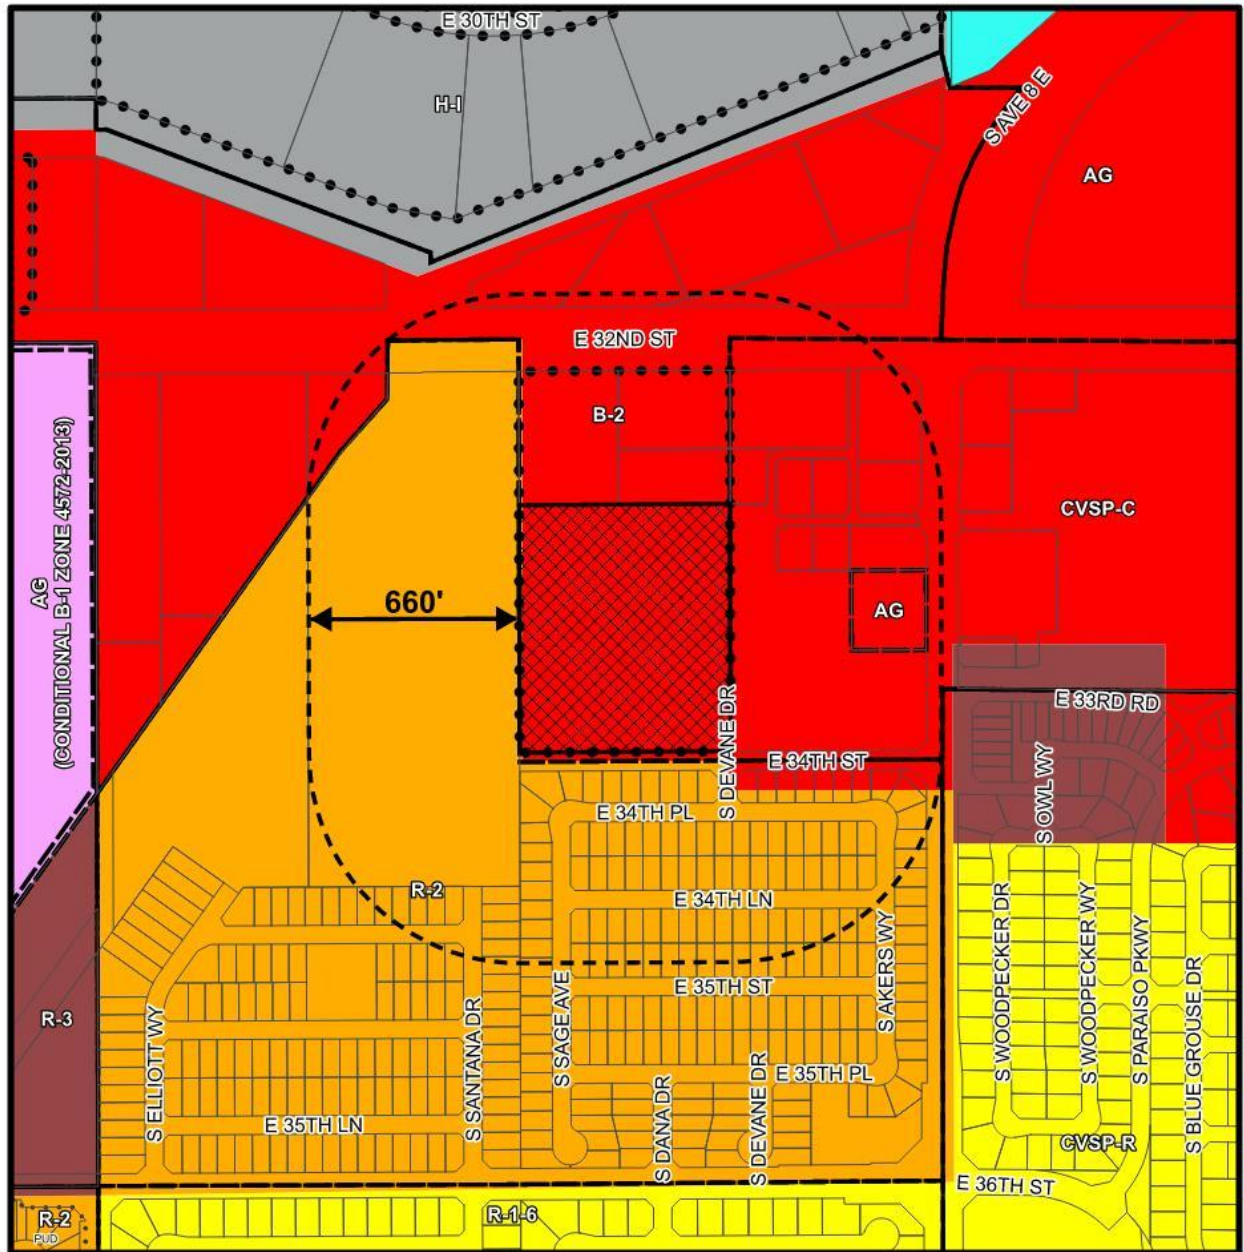 E 30TH ST
H-I
S AVE 8 E
AG
E 32ND ST
B-2
AG
(CONDITIONAL B-1 ZONE 4572-2013)
CVSP-C
660'
AG
E 33RD RD
S DEVANE DR
E 34TH ST
S OWL WY
E 34TH PL
R-2
E 34TH LN
S WOODPECKER DR
S WOODPECKER WY
S PARAISO PKWY
S BLUE GROUSE DR
S AKERS WY
E 35TH ST
S SAGE AVE
S SANTANA DR
S ELLIOTT WY
R-3
E 35TH PL
S DANA DR
S DEVANE DR
E 35TH LN
CVSP-R
E 36TH ST
R-2
PUD
R-1-6